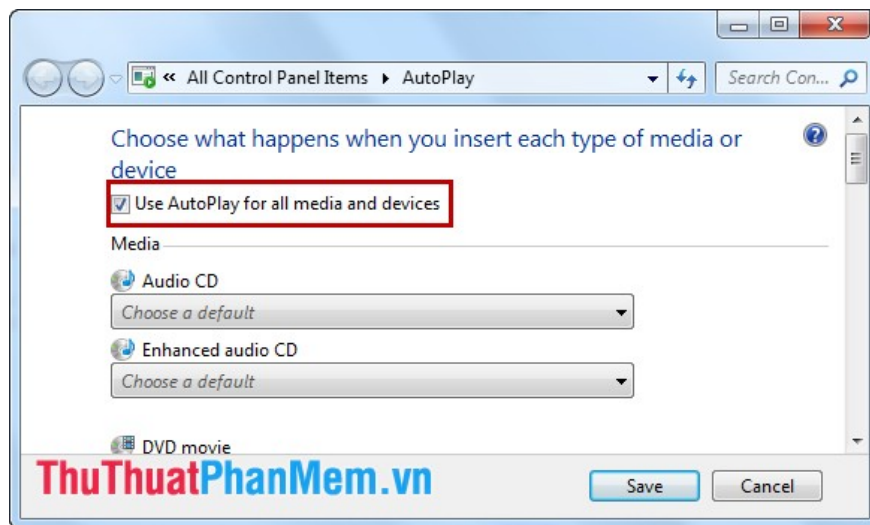 « All Control Panel Items ▸ AutoPlay
Search Con...
Choose what happens when you insert each type of media or
device
Use AutoPlay for all media and devices
Media
Audio CD
Choose a default
Enhanced audio CD
Choose a default
DVD movie
ThuThuatPhanMem.vn
Save
Cancel